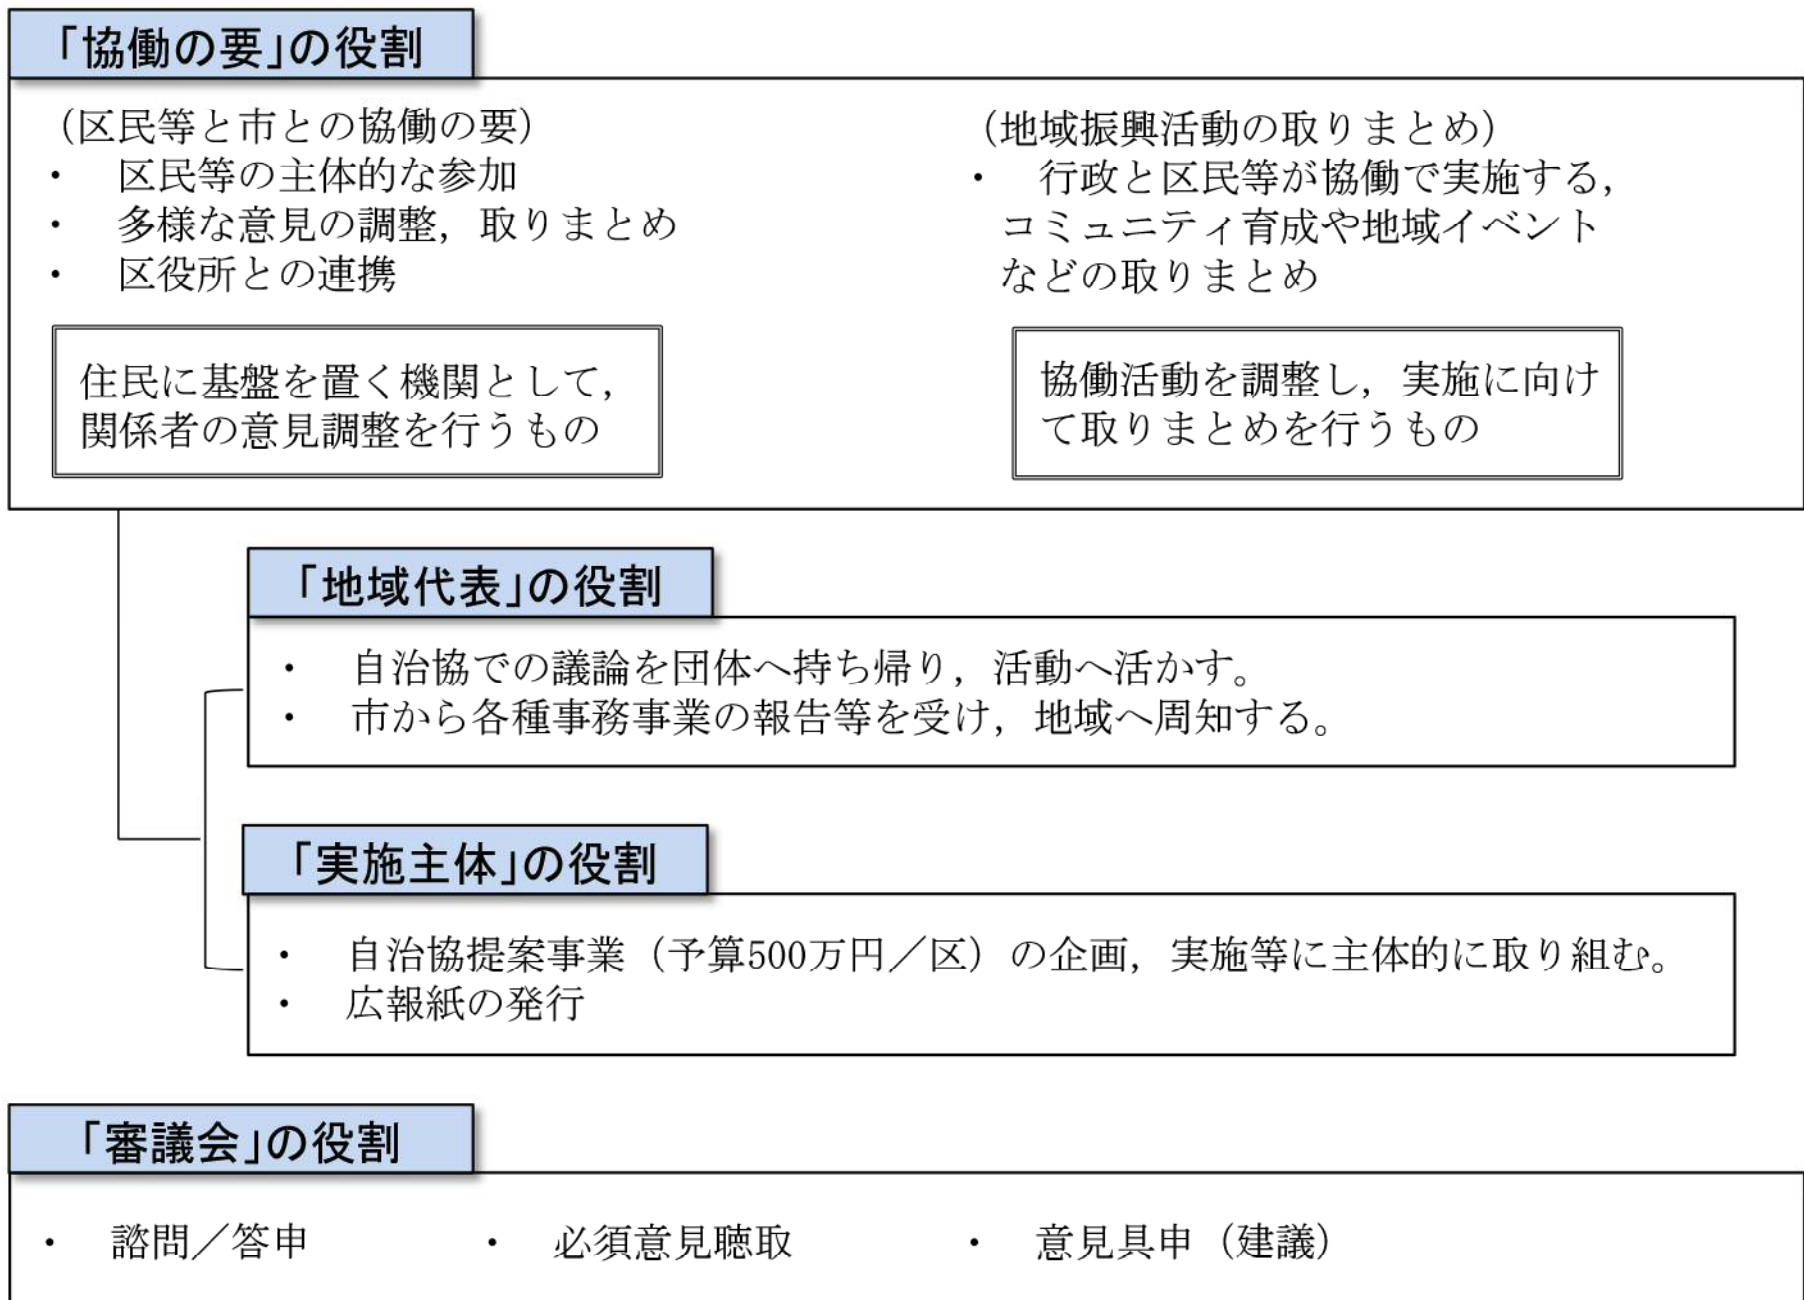 「協働の要」の役割
（区民等と市との協働の要）
・　区民等の主体的な参加
・　多様な意見の調整，取りまとめ
・　区役所との連携
住民に基盤を置く機関として，
関係者の意見調整を行うもの
（地域振興活動の取りまとめ）
・　行政と区民等が協働で実施する，
コミュニティ育成や地域イベント
などの取りまとめ
協働活動を調整し，実施に向け
て取りまとめを行うもの
「地域代表」の役割
・　自治協での議論を団体へ持ち帰り，活動へ活かす。
・　市から各種事務事業の報告等を受け，地域へ周知する。
「実施主体」の役割
・　自治協提案事業（予算500万円／区）の企画，実施等に主体的に取り組む。
・　広報紙の発行
「審議会」の役割
・　諮問／答申　　・　必須意見聴取　　・　意見具申（建議）